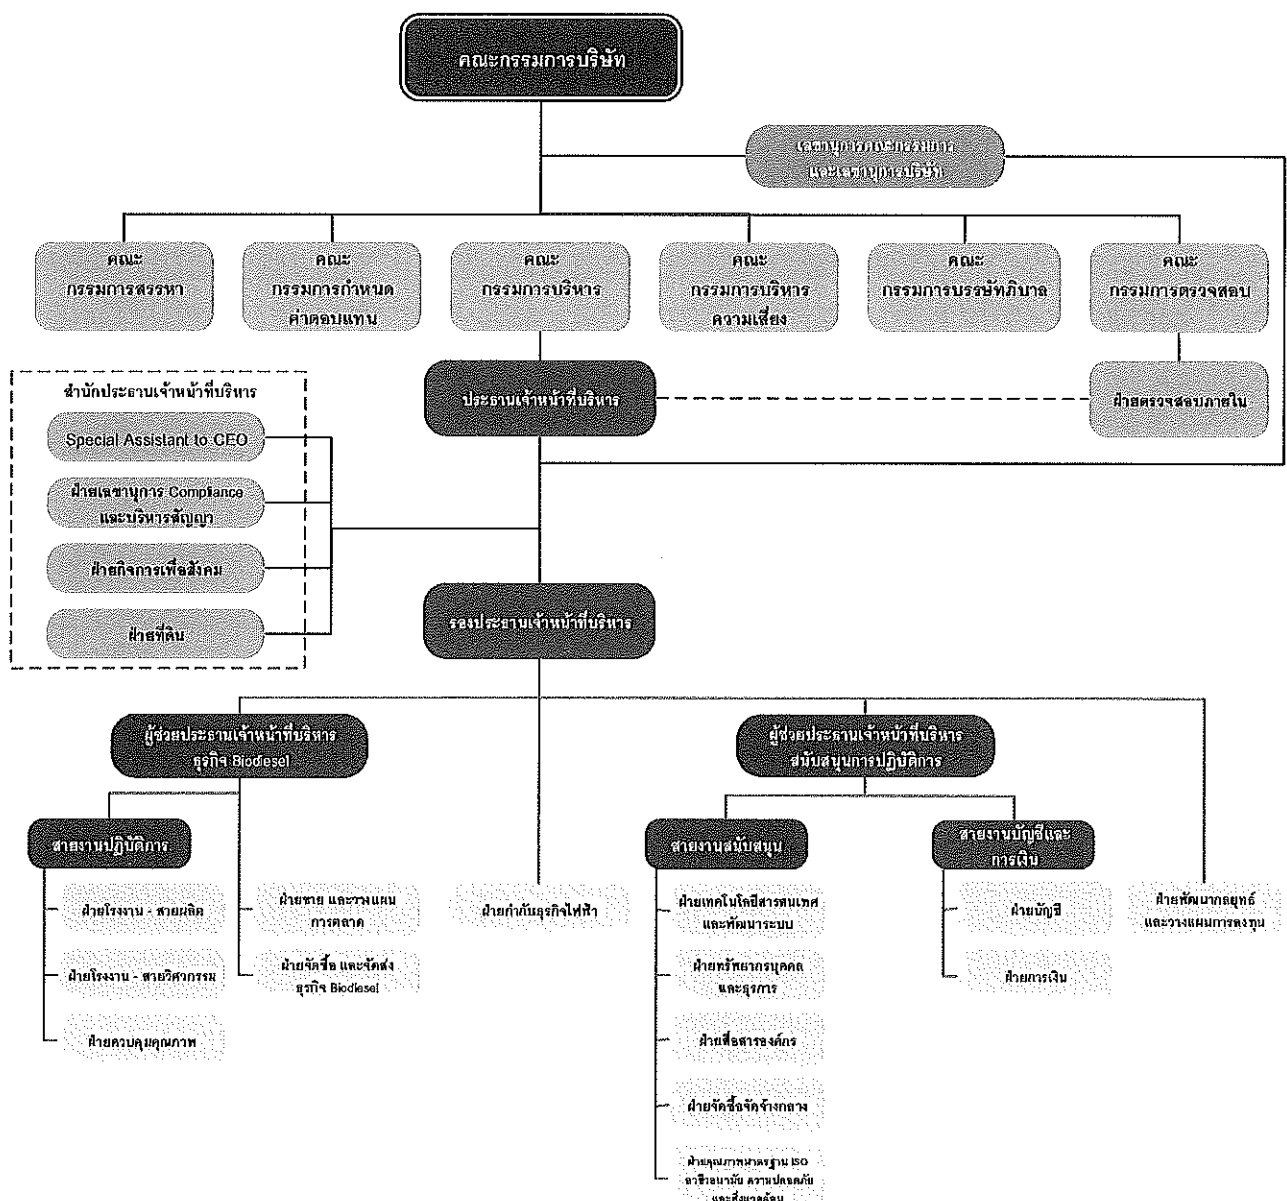 คณะกรรมการบริษัท
เลขานุการคณะกรรมการ
และเลขานุการบริษัท
คณะ
กรรมการสรรหา
คณะ
กรรมการกำหนด
ค่าตอบแทน
คณะ
กรรมการบริหาร
คณะ
กรรมการบริหาร
ความเสี่ยง
คณะ
กรรมการบรรษัทภิบาล
คณะ
กรรมการตรวจสอบ
สำนักประธานเจ้าหน้าที่บริหาร
Special Assistant to CEO
ฝ่ายเลขานุการ Compliance
และบริหารสัญญา
ฝ่ายกิจการเพื่อสังคม
ฝ่ายที่ดิน
ประธานเจ้าหน้าที่บริหาร
ฝ่ายตรวจสอบภายใน
รองประธานเจ้าหน้าที่บริหาร
ผู้ช่วยประธานเจ้าหน้าที่บริหาร
ธุรกิจ Biodiesel
ผู้ช่วยประธานเจ้าหน้าที่บริหาร
สนับสนุนการปฏิบัติการ
สายงานปฏิบัติการ
ฝ่ายโรงงาน - สายผลิต
ฝ่ายโรงงาน - สายวิศวกรรม
ฝ่ายควบคุมคุณภาพ
ฝ่ายขาย และวางแผน
การตลาด
ฝ่ายจัดซื้อ และจัดส่ง
ธุรกิจ Biodiesel
ฝ่ายกำกับธุรกิจไฟฟ้า
สายงานสนับสนุน
ฝ่ายเทคโนโลยีสารสนเทศ
และพัฒนาระบบ
ฝ่ายทรัพยากรบุคคล
และธุรการ
ฝ่ายสื่อสารองค์กร
ฝ่ายจัดซื้อจัดจ้างกลาง
ฝ่ายคุณภาพมาตรฐาน ISO
อาชีวอนามัย ความปลอดภัย
และสิ่งแวดล้อม
สายงานบัญชีและ
การเงิน
ฝ่ายบัญชี
ฝ่ายการเงิน
ฝ่ายพัฒนากลยุทธ์
และวางแผนการลงทุน